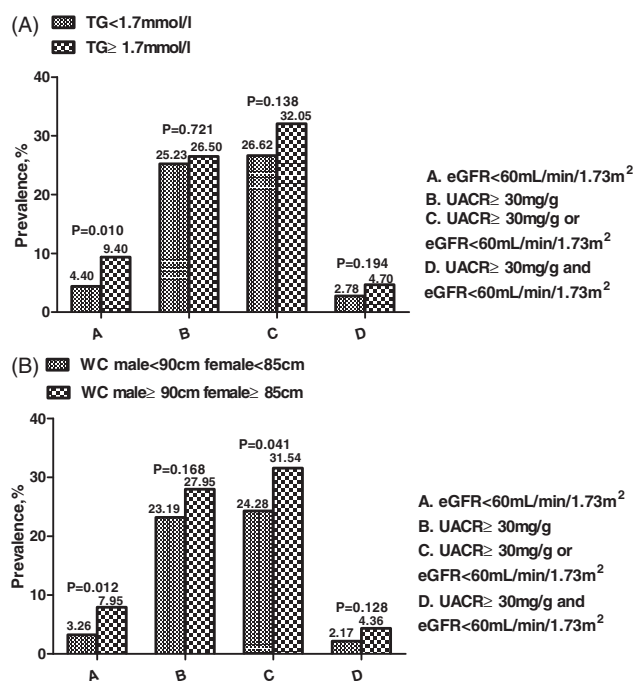 (A)
TG<1.7mmol/l
TG≥ 1.7mmol/l
Prevalence,%
40
30
20
10
0
P=0.010
4.40
9.40
P=0.721
25.23
26.50
P=0.138
26.62
32.05
P=0.194
2.78
4.70
A
B
C
D
A. eGFR<60mL/min/1.73m²
B. UACR≥ 30mg/g
C. UACR≥ 30mg/g or
eGFR<60mL/min/1.73m²
D. UACR≥ 30mg/g and
eGFR<60mL/min/1.73m²
(B)
WC male<90cm female<85cm
WC male≥ 90cm female≥ 85cm
Prevalence,%
40
30
20
10
0
P=0.012
3.26
7.95
P=0.168
23.19
27.95
P=0.041
24.28
31.54
P=0.128
2.17
4.36
A
B
C
D
A. eGFR<60mL/min/1.73m²
B. UACR≥ 30mg/g
C. UACR≥ 30mg/g or
eGFR<60mL/min/1.73m²
D. UACR≥ 30mg/g and
eGFR<60mL/min/1.73m²